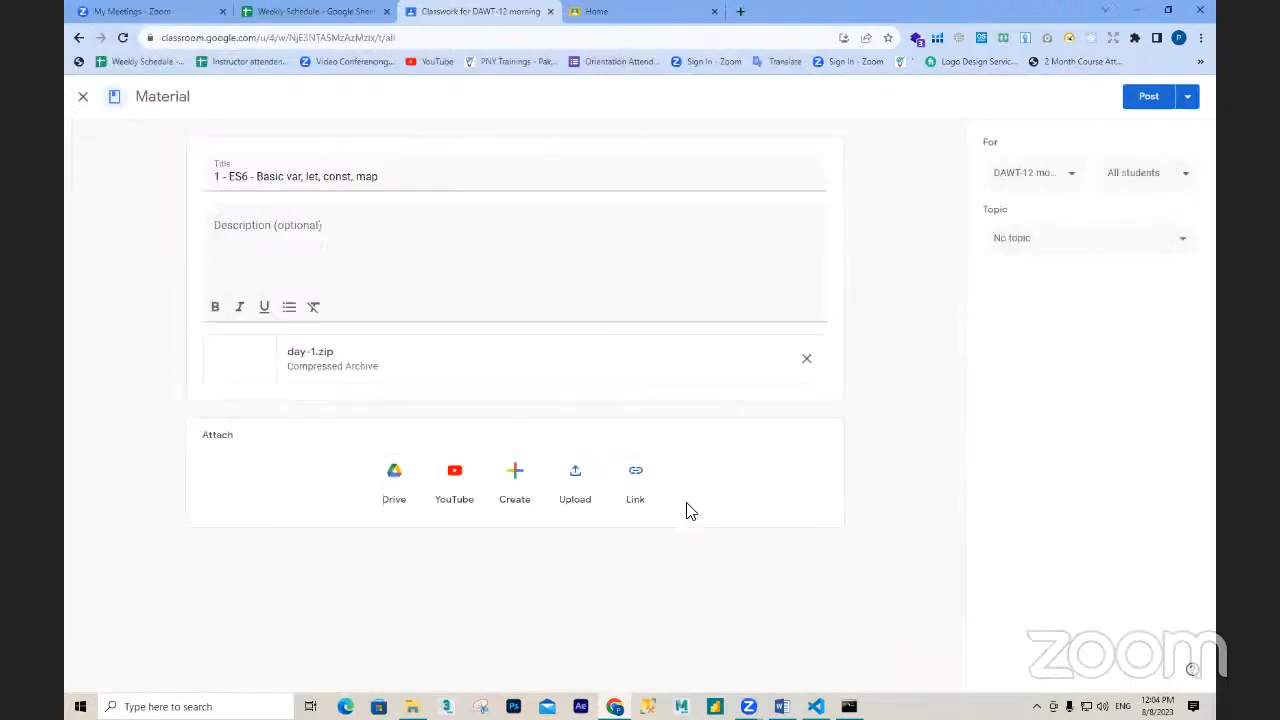 My Meetings - Zoom
Weekly-Schedule - Google Sheet
Classwork for DAWT-12 morning
Home
classroom.google.com/u/4/w/NjE3NTA5MzAzMzIx/t/all
Weekly Schedule -...
Instructor attenden...
Video Conferencing,...
YouTube
PNY Trainings - Pak...
Orientation Attend...
Sign In - Zoom
Translate
Sign In - Zoom
Logo Design Servic...
2 Month Course Att...
Material
Post
For
Title
1 - ES6 - Basic var, let, const, map
DAWT-12 mo...
All students
Topic
Description (optional)
No topic
B I U
day-1.zip
Compressed Archive
Attach
Drive
YouTube
Create
Upload
Link
zoom
Type here to search
Ps
Ae
ENG
12:04 PM
8/8/2023